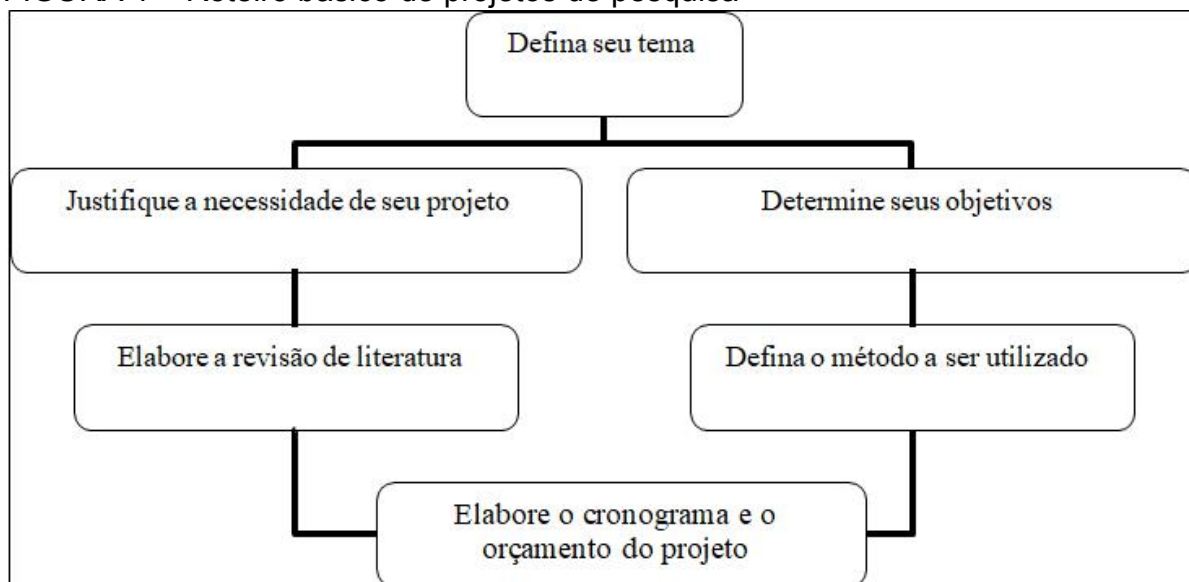 Defina seu tema
Justifique a necessidade de seu projeto
Determine seus objetivos
Elabore a revisão de literatura
Defina o método a ser utilizado
Elabore o cronograma e o
orçamento do projeto